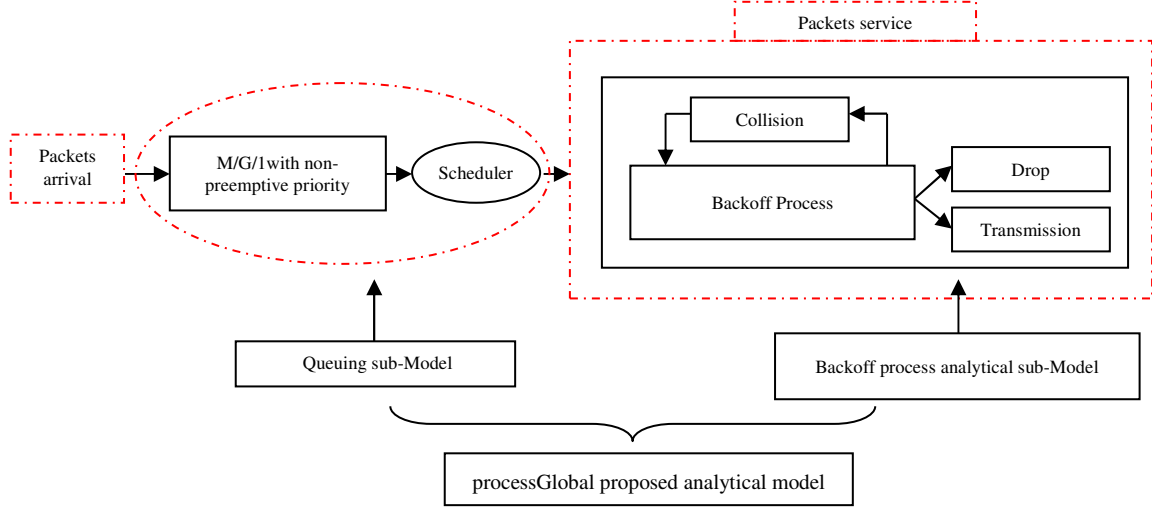 Packets service
Collision
Packets
arrival
M/G/1with non-
preemptive priority
Scheduler
Backoff Process
Drop
Transmission
Queuing sub-Model
Backoff process analytical sub-Model
processGlobal proposed analytical model